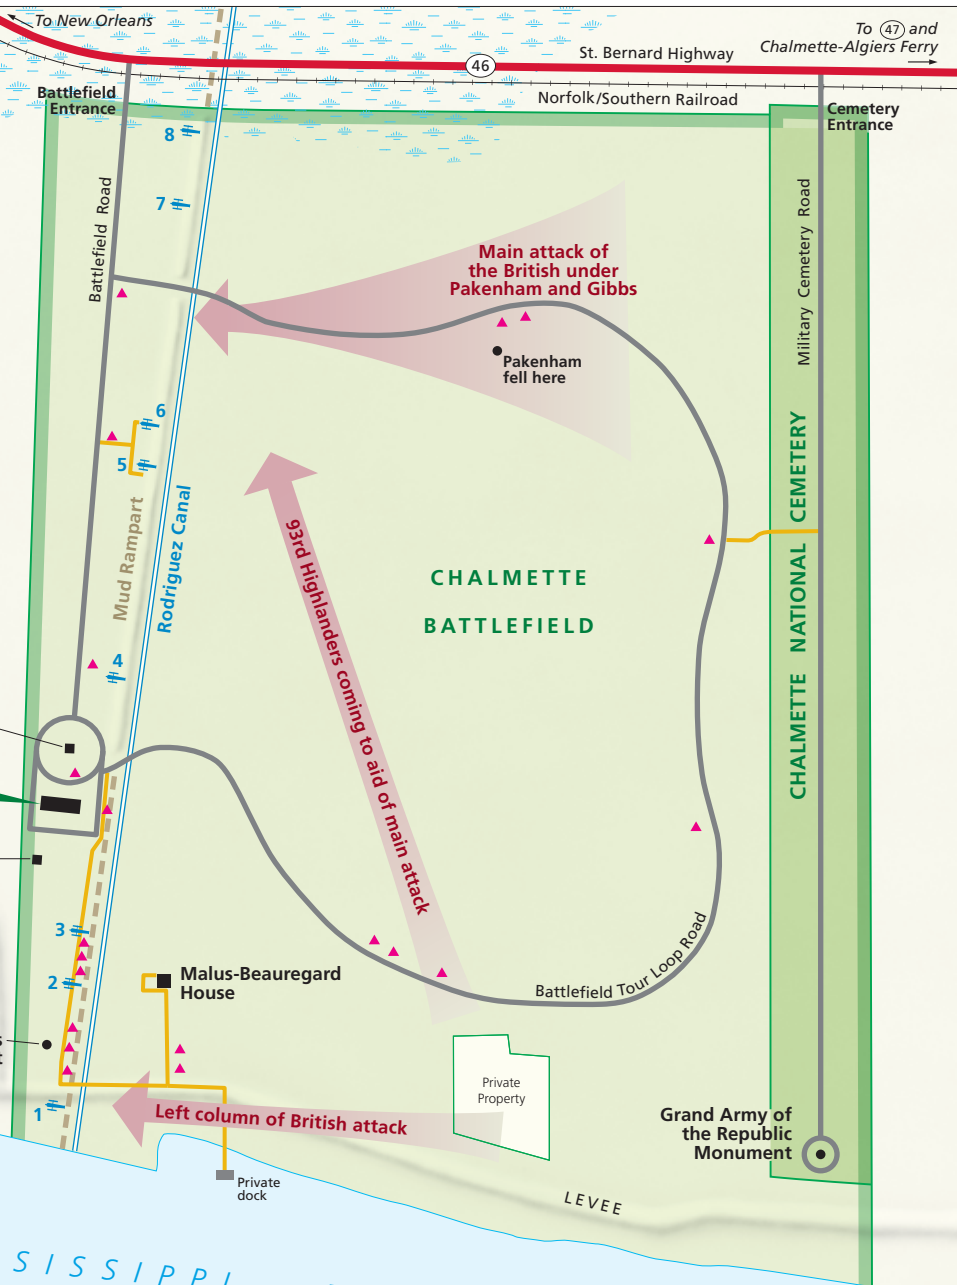 To New Orleans
To 47 and
Chalmette-Algiers Ferry
St. Bernard Highway
46
Battlefield
Entrance
Norfolk/Southern Railroad
Cemetery
Entrance
8
7
Battlefield Road
Military Cemetery Road
Main attack of
the British under
Pakenham and Gibbs
Pakenham
fell here
6
5
Mud Rampart
Rodriguez Canal
93rd Highlanders coming to aid of main attack
CHALMETTE
BATTLEFIELD
CHALMETTE NATIONAL CEMETERY
4
3
2
Malus-Beauregard
House
Battlefield Tour Loop Road
Private
Property
1
Left column of British attack
Grand Army of
the Republic
Monument
Private
dock
LEVEE
SISSIPPI